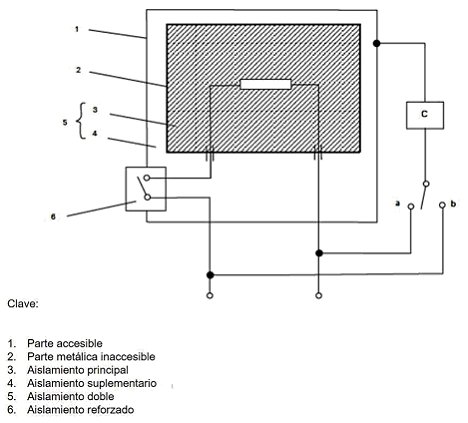 1
2
3
5
4
6
C
a
b
Clave:
1. Parte accesible
2. Parte metálica inaccesible
3. Aislamiento principal
4. Aislamiento suplementario
5. Aislamiento doble
6. Aislamiento reforzado